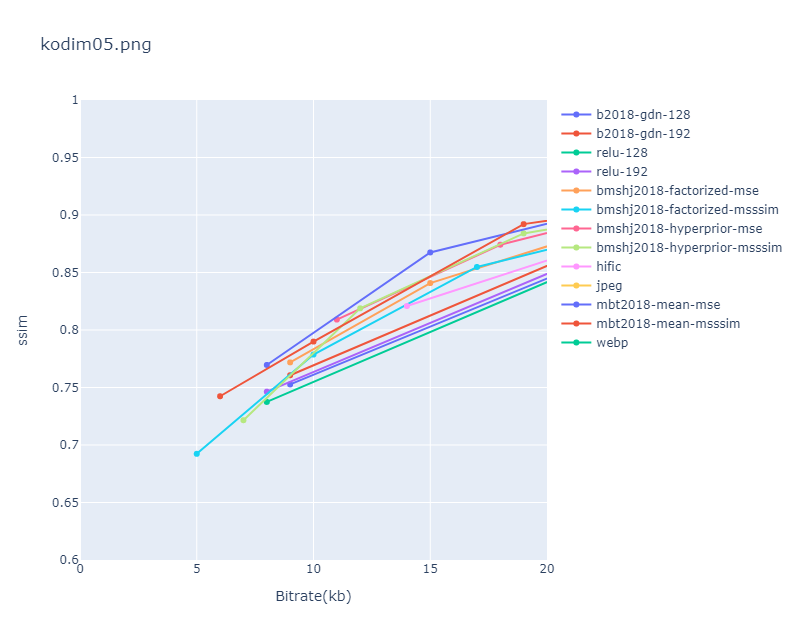 kodim05.png
1
0.95
0.9
0.85
0.8
0.75
0.7
0.65
0.6
ssim
0
5
10
15
20
Bitrate(kb)
b2018-gdn-128
b2018-gdn-192
relu-128
relu-192
bmshj2018-factorized-mse
bmshj2018-factorized-msssim
bmshj2018-hyperprior-mse
bmshj2018-hyperprior-msssim
hific
jpeg
mbt2018-mean-mse
mbt2018-mean-msssim
webp